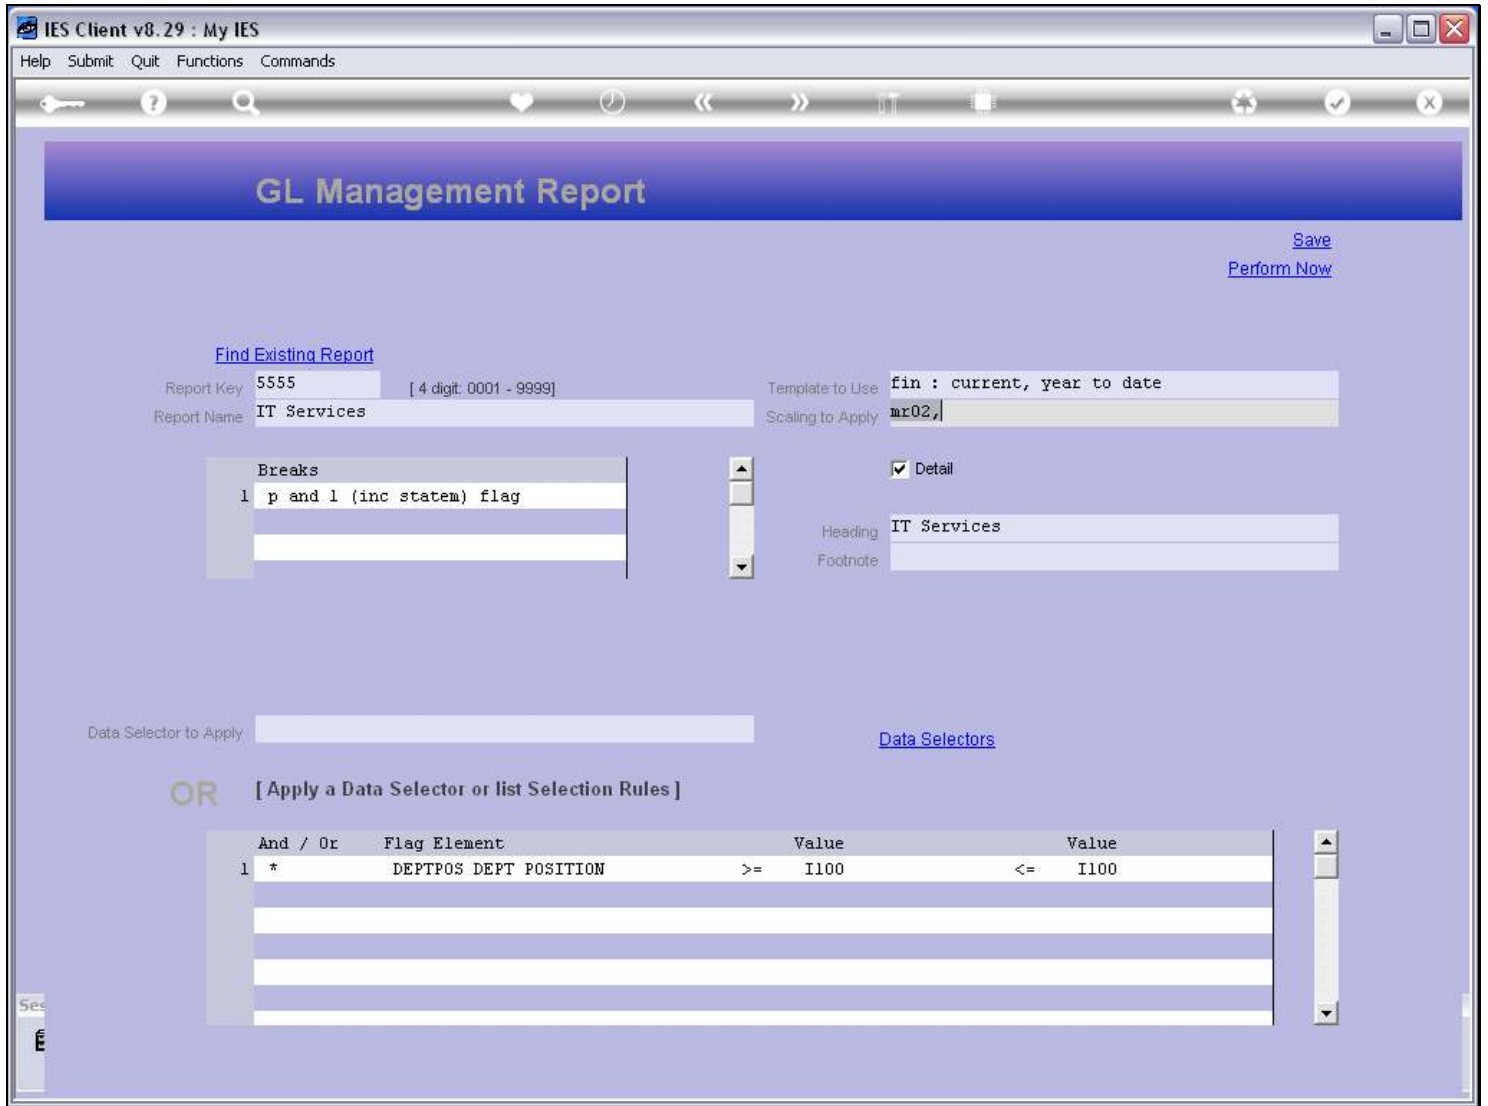 IES Client v8.29 : My IES
Help Submit Quit Functions Commands
GL Management Report
Save
Perform Now
Find Existing Report
Report Key 5555 [ 4 digit: 0001 - 9999] Template to Use fin : current, year to date
Report Name IT Services Scaling to Apply mr02,
Breaks Detail
1 p and l (inc statem) flag
Heading IT Services
Footnote
Data Selector to Apply Data Selectors
OR [ Apply a Data Selector or list Selection Rules ]
And / Or Flag Element Value Value
1 * DEPTPOS DEPT POSITION >= I100 <= I100
Ses